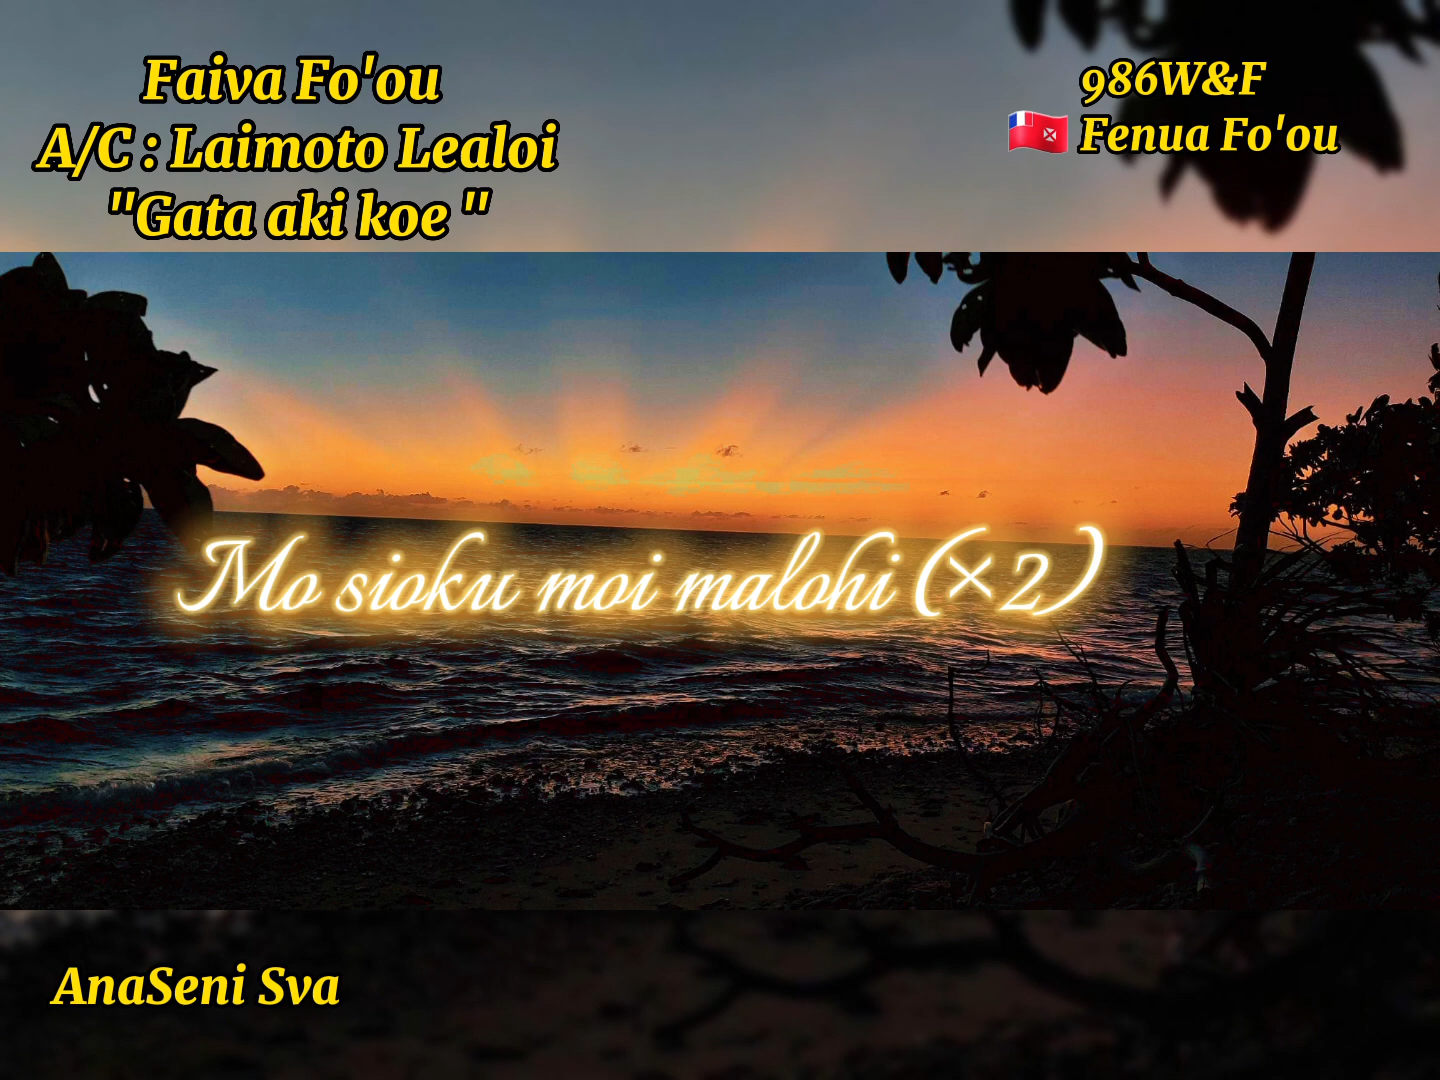 Faiva Fo'ou
A/C : Laimoto Lealoi
"Gata aki koe "
986W&F
🇼🇫 Fenua Fo'ou
Mo sioku moi malohi (×2)
AnaSeni Sva